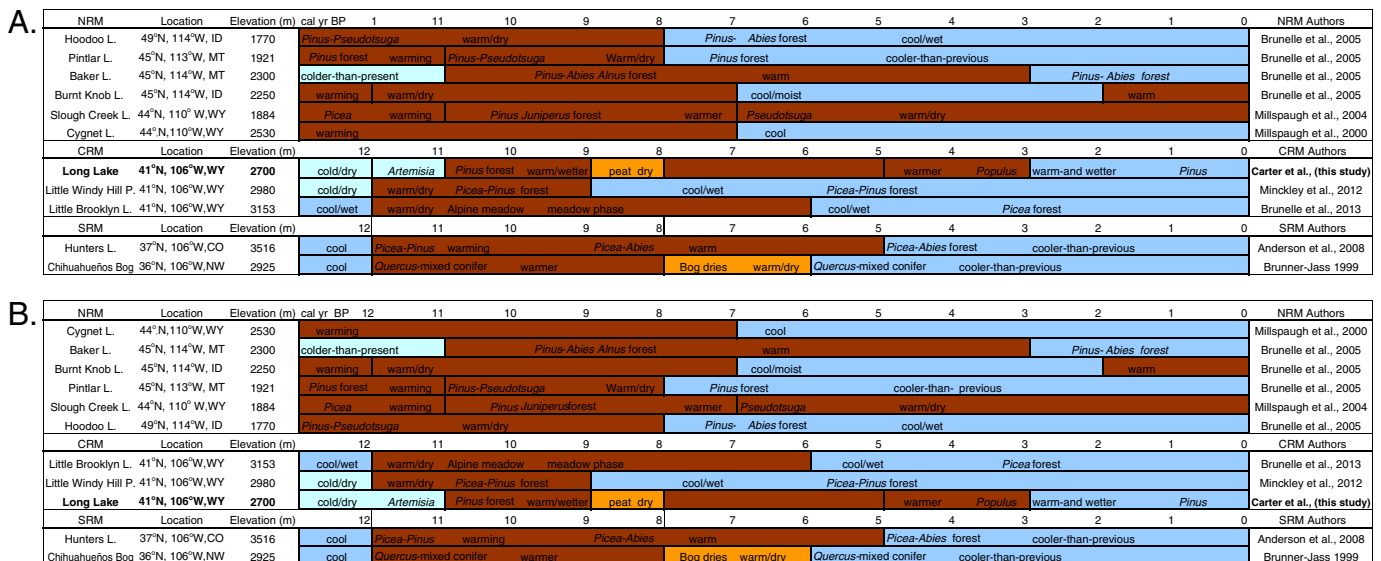 A.
NRM Location Elevation (m) cal yr BP 1 11 10 9 8 7 6 5 4 3 2 1 0 NRM Authors
Hoodoo L. 49°N, 114°W, ID 1770 Pinus-Pseudotsuga warm/dry Pinus- Abies forest cool/wet Brunelle et al., 2005
Pintlar L. 45°N, 113°W, MT 1921 Pinus forest warming Pinus-Pseudotsuga Warm/dry Pinus forest cooler-than-previous Brunelle et al., 2005
Baker L. 45°N, 114°W, MT 2300 colder-than-present Pinus-Abies Alnus forest warm Pinus- Abies forest Brunelle et al., 2005
Burnt Knob L. 45°N, 114°W, ID 2250 warming warm/dry cool/moist warm Brunelle et al., 2005
Slough Creek L. 44°N, 110°W,WY 1884 Picea warming Pinus Juniperus forest warmer Pseudotsuga warm/dry Millspaugh et al., 2004
Cygnet L. 44°.N,110°W,WY 2530 warming cool Millspaugh et al., 2000
CRM Location Elevation (m) 12 11 10 9 8 7 6 5 4 3 2 1 0 CRM Authors
Long Lake 41°N, 106°W,WY 2700 cold/dry Artemisia Pinus forest warm/wetter peat dry warmer Populus warm-and wetter Pinus Carter et al., (this study)
Little Windy Hill P. 41°N, 106°W,WY 2980 cold/dry warm/dry Picea-Pinus forest cool/wet Picea-Pinus forest Minckley et al., 2012
Little Brooklyn L. 41°N, 106°W,WY 3153 cool/wet warm/dry Alpine meadow meadow phase cool/wet Picea forest Brunelle et al., 2013
SRM Location Elevation (m) 12 11 10 9 8 7 6 5 4 3 2 1 0 SRM Authors
Hunters L. 37°N, 106°W,CO 3516 cool Picea-Pinus warming Picea-Abies warm Picea-Abies forest cooler-than-previous Anderson et al., 2008
Chihuahueños Bog 36°N, 106°W,NW 2925 cool Quercus-mixed conifer warmer Bog dries warm/dry Quercus-mixed conifer cooler-than-previous Brunner-Jass 1999
B.
NRM Location Elevation (m) cal yr BP 12 11 10 9 8 7 6 5 4 3 2 1 0 NRM Authors
Cygnet L. 44°.N,110°W,WY 2530 warming cool Millspaugh et al., 2000
Baker L. 45°N, 114°W, MT 2300 colder-than-present Pinus-Abies Alnus forest warm Pinus- Abies forest Brunelle et al., 2005
Burnt Knob L. 45°N, 114°W, ID 2250 warming warm/dry cool/moist warm Brunelle et al., 2005
Pintlar L. 45°N, 113°W, MT 1921 Pinus forest warming Pinus-Pseudotsuga Warm/dry Pinus forest cooler-than- previous Brunelle et al., 2005
Slough Creek L. 44°N, 110° W,WY 1884 Picea warming Pinus Juniperusforest warmer Pseudotsuga warm/dry Millspaugh et al., 2004
Hoodoo L. 49°N, 114°W, ID 1770 Pinus-Pseudotsuga warm/dry Pinus- Abies forest cool/wet Brunelle et al., 2005
CRM Location Elevation (m) 12 11 10 9 8 7 6 5 4 3 2 1 0 CRM Authors
Little Brooklyn L. 41°N, 106°W,WY 3153 cool/wet warm/dry Alpine meadow meadow phase cool/wet Picea forest Brunelle et al., 2013
Little Windy Hill P. 41°N, 106°W,WY 2980 cold/dry warm/dry Picea-Pinus forest cool/wet Picea-Pinus forest Minckley et al., 2012
Long Lake 41°N, 106°W,WY 2700 cold/dry Artemisia Pinus forest warm/wetter peat dry warmer Populus warm-and wetter Pinus Carter et al., (this study)
SRM Location Elevation (m) 12 11 10 9 8 7 6 5 4 3 2 1 0 SRM Authors
Hunters L. 37°N, 106°W,CO 3516 cool Picea-Pinus warming Picea-Abies warm Picea-Abies forest cooler-than-previous Anderson et al., 2008
Chihuahueños Bog 36°N, 106°W,NW 2925 cool Quercus-mixed conifer warmer Bog dries warm/dry Quercus-mixed conifer cooler-than-previous Brunner-Jass 1999